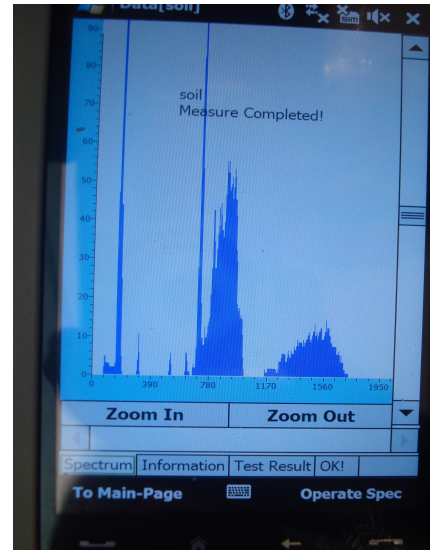 Data[soil]
sim
90
80
70
60
50
40
30
20
10
0
soil
Measure Completed!
0 390 780 1170 1560 1950
Zoom In Zoom Out
Spectrum Information Test Result OK!
To Main-Page Operate Spec